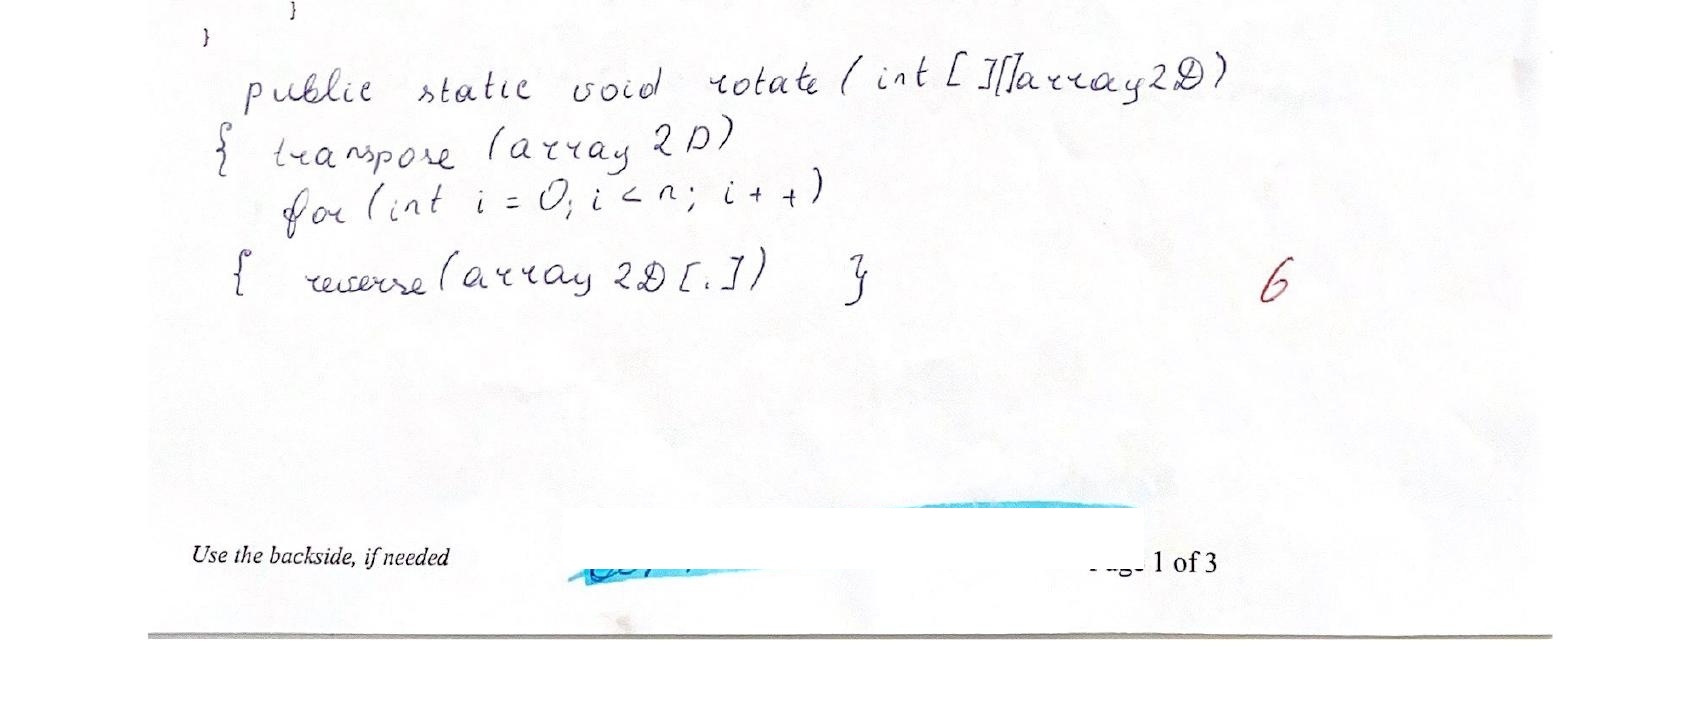 }
}
public static void rotate (int [][]array2D)
{ transpose (array 2D)
for (int i = 0; i < n; i + +)
{ reverse (array 2D [.]) }
6
Use the backside, if needed
1 of 3